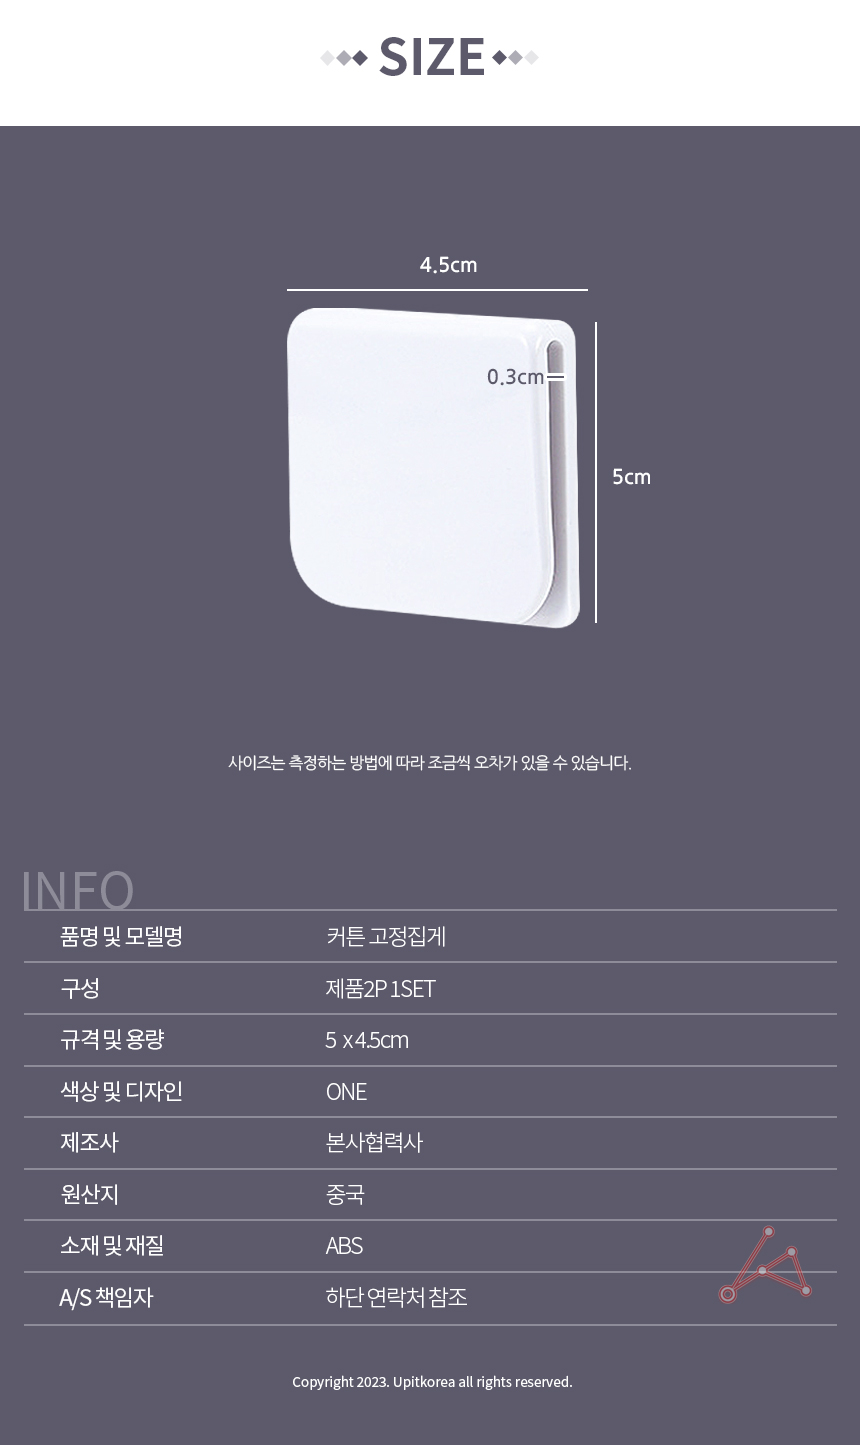 SIZE
4.5cm
0.3cm
5cm
사이즈는 측정하는 방법에 따라 조금씩 오차가 있을 수 있습니다.
INFO
품명 및 모델명 커튼 고정집게
구성 제품2P 1SET
규격 및 용량 5 x 4.5cm
색상 및 디자인 ONE
제조사 본사협력사
원산지 중국
소재 및 재질 ABS
A/S 책임자 하단 연락처 참조
Copyright 2023. Upitkorea all rights reserved.